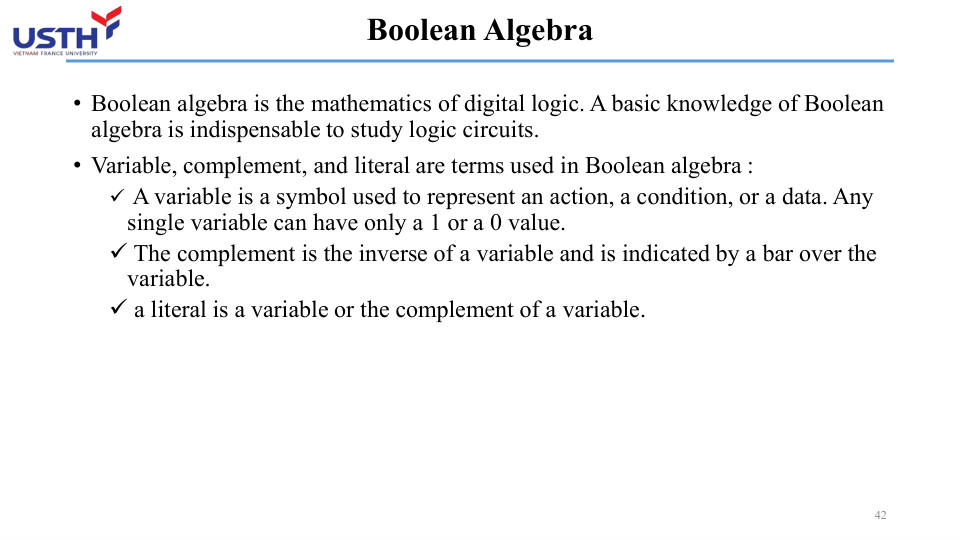 USTH
VIETNAM FRANCE UNIVERSITY
Boolean Algebra
• Boolean algebra is the mathematics of digital logic. A basic knowledge of Boolean
algebra is indispensable to study logic circuits.
• Variable, complement, and literal are terms used in Boolean algebra :
✓ A variable is a symbol used to represent an action, a condition, or a data. Any
single variable can have only a 1 or a 0 value.
✓ The complement is the inverse of a variable and is indicated by a bar over the
variable.
✓ a literal is a variable or the complement of a variable.
42